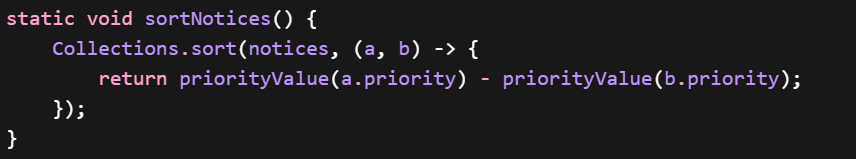 static void sortNotices() {
    Collections.sort(notices, (a, b) -> {
        return priorityValue(a.priority) - priorityValue(b.priority);
    });
}